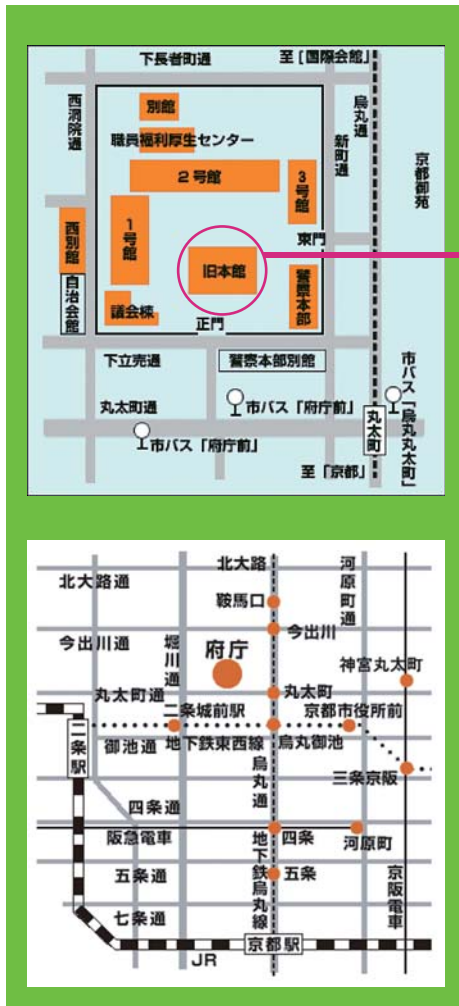 下長者町通
至[国際会館」
西洞院通
別館
烏丸通
職員福利厚生センター
新町通
京都御苑
2号館
3号館
1号館
西別館
東門
旧本館
自治会館
警察本部
議会棟
正門
下立売通
警察本部別館
市バス「烏丸丸太町」
丸太町通
市バス「府庁前」
丸太町
市バス「府庁前」
至「京都」
北大路
河原町通
北大路通
鞍馬口
今出川
今出川通
堀川通
府庁
神宮丸太町
丸太町通
丸太町
二条城前駅
京都市役所前
二条駅
御池通
地下鉄東西線
烏丸御池
烏丸通
三条京阪
四条通
阪急電車
地下鉄烏丸線
四条
河原町
五条通
五条
京阪電車
七条通
京都駅
JR